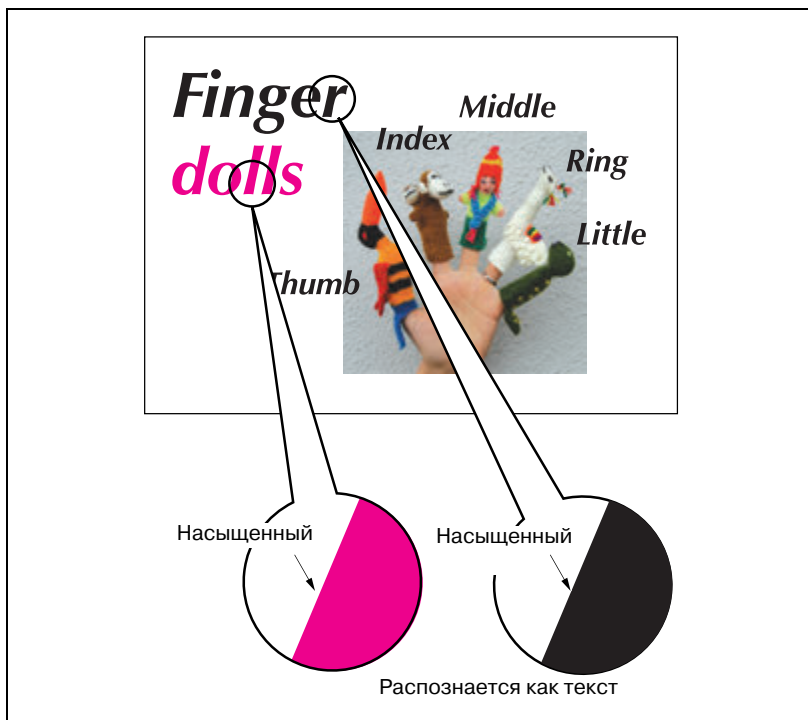 Finger
dolls
Middle
Index
Ring
Little
Thumb
Насыщенный
Насыщенный
Распознается как текст